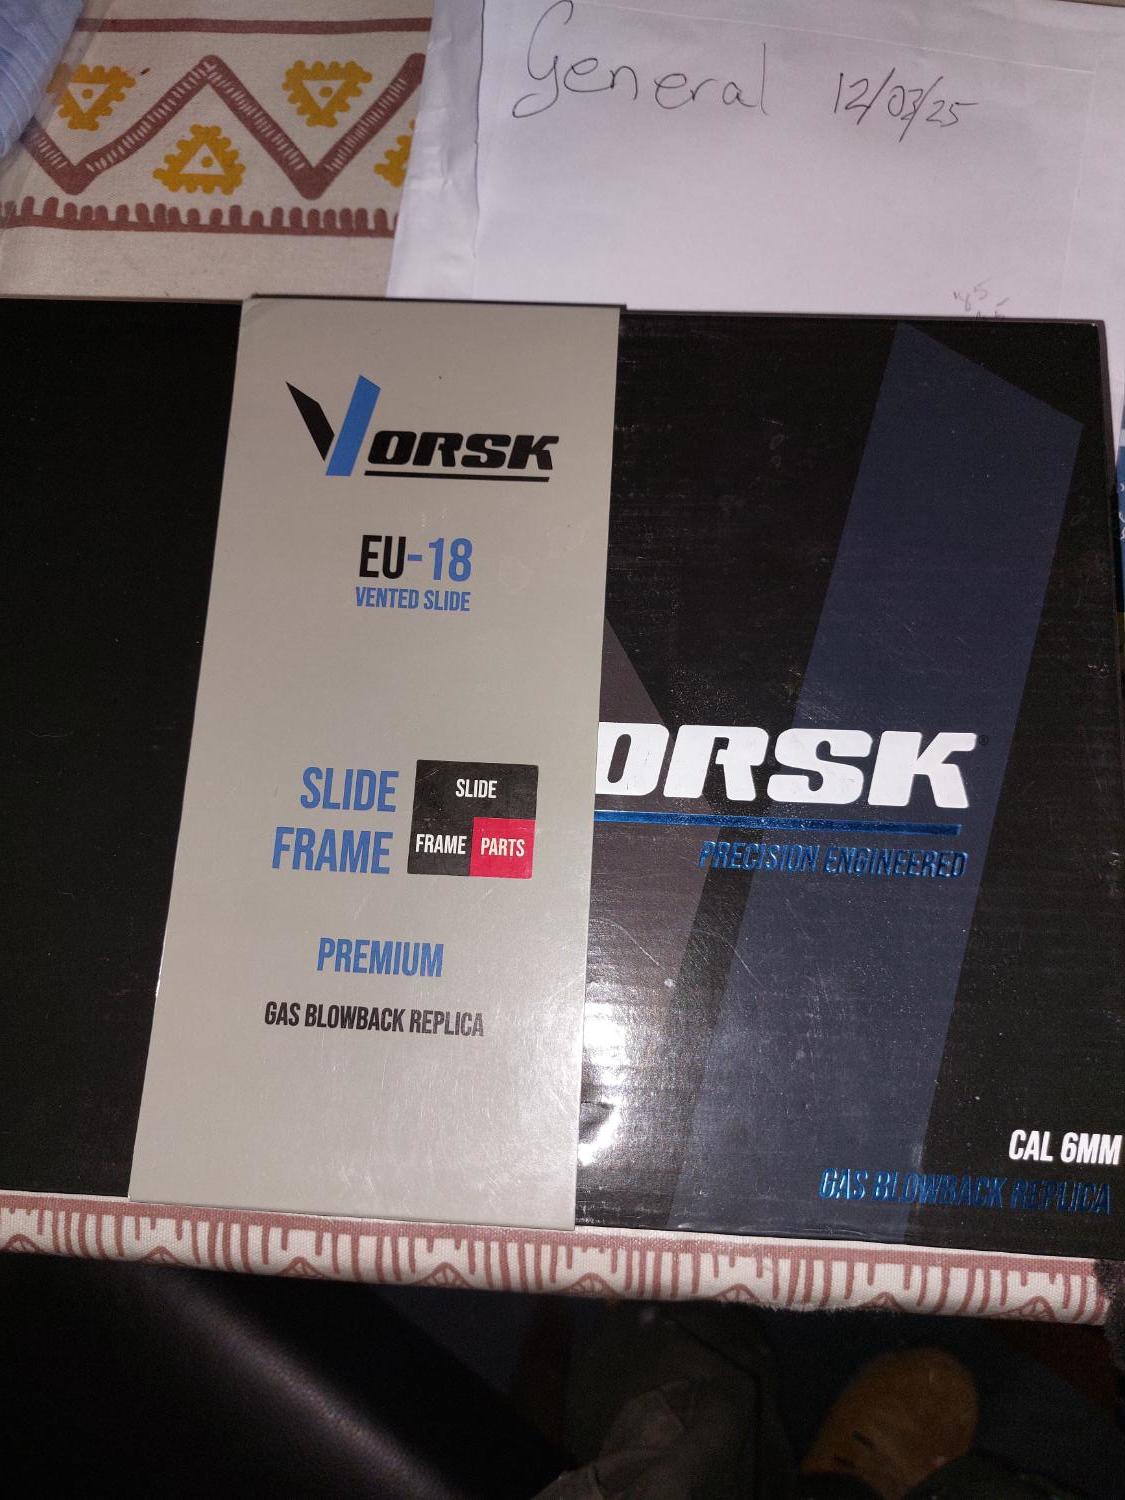 General 12/03/25
VORSK
EU-18
VENTED SLIDE
SLIDE
FRAME
SLIDE
FRAME PARTS
PREMIUM
GAS BLOWBACK REPLICA
ORSK®
PRECISION ENGINEERED
CAL 6MM
GAS BLOWBACK REPLICA